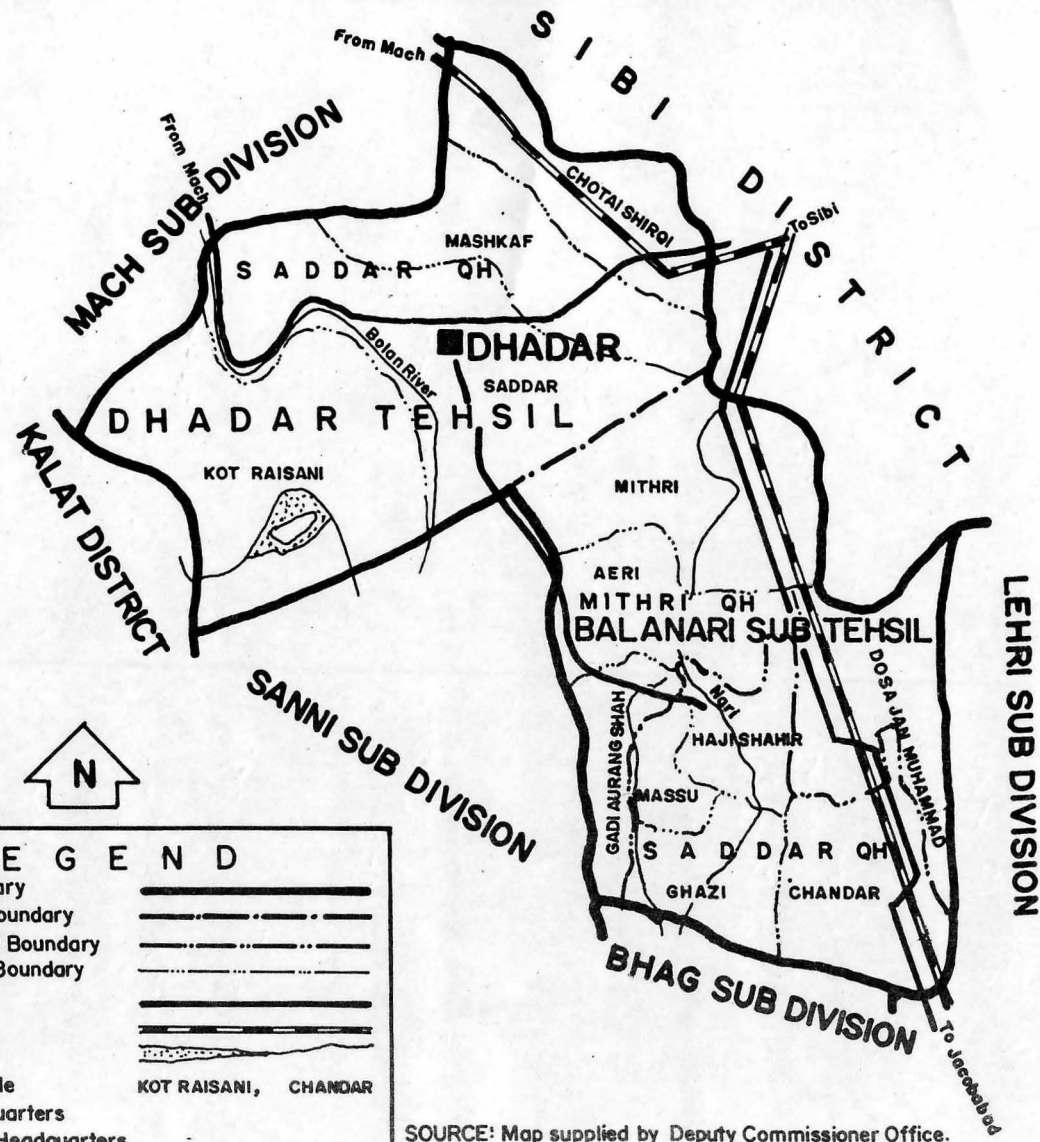 SIBI DISTRICT
From Mach
From Mach
MACH SUB DIVISION
CHOTAI SHIRQI
To Sibi
MASHKAF
SADDAR QH
Bolan River
DHADAR
SADDAR
DHADAR TEHSIL
KOT RAISANI
KALAT DISTRICT
MITHRI
AERI
MITHRI QH
BALANARI SUB TEHSIL
LEHRI SUB DIVISION
SANNI SUB DIVISION
Nari
DOSA JAN MUHAMMAD
HAJI SHAHIR
GADI AURANG SHAH
MASSU
SADDAR QH
GHAZI
CHANDAR
BHAG SUB DIVISION
To Jacobabad
N
EGEND
ary
oundary
Boundary
Boundary
le
KOT RAISANI, CHANDAR
uarters
Headquarters
SOURCE: Map supplied by Deputy Commissioner Office.